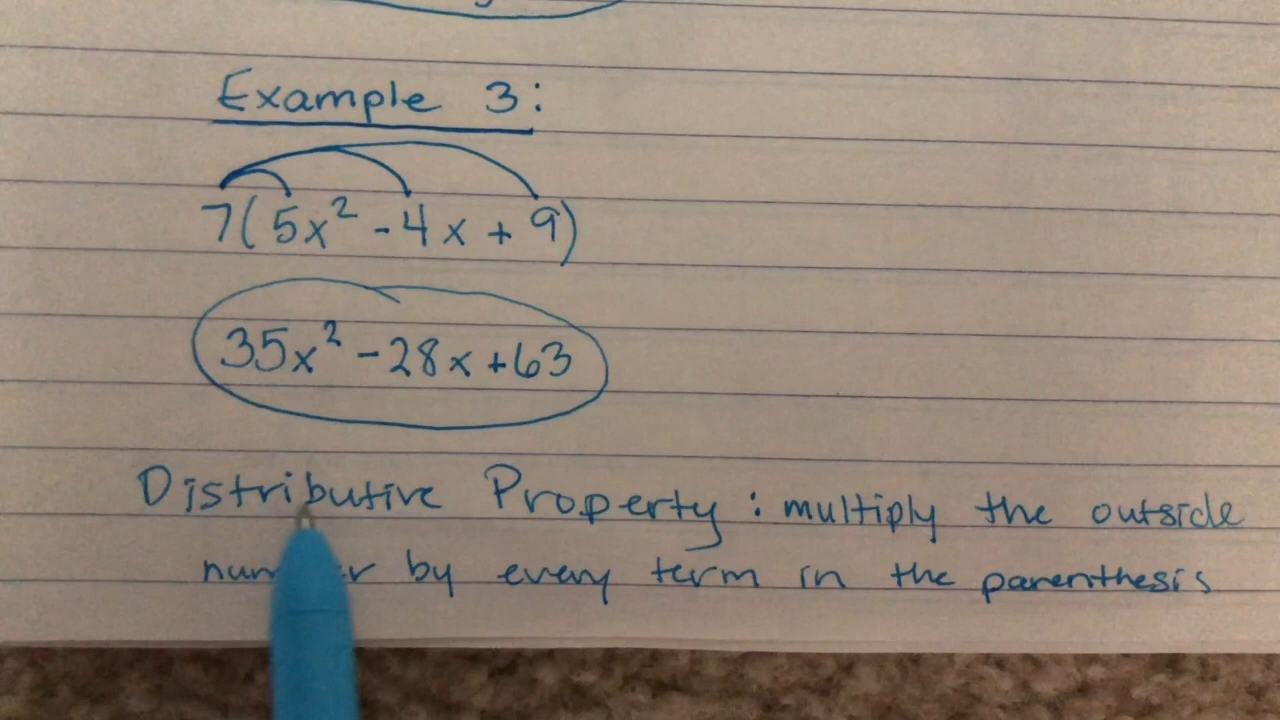 Example 3:
7(5x² - 4x + 9)
35x² - 28x + 63
Distributive Property : multiply the outside
by every term in the parenthesis